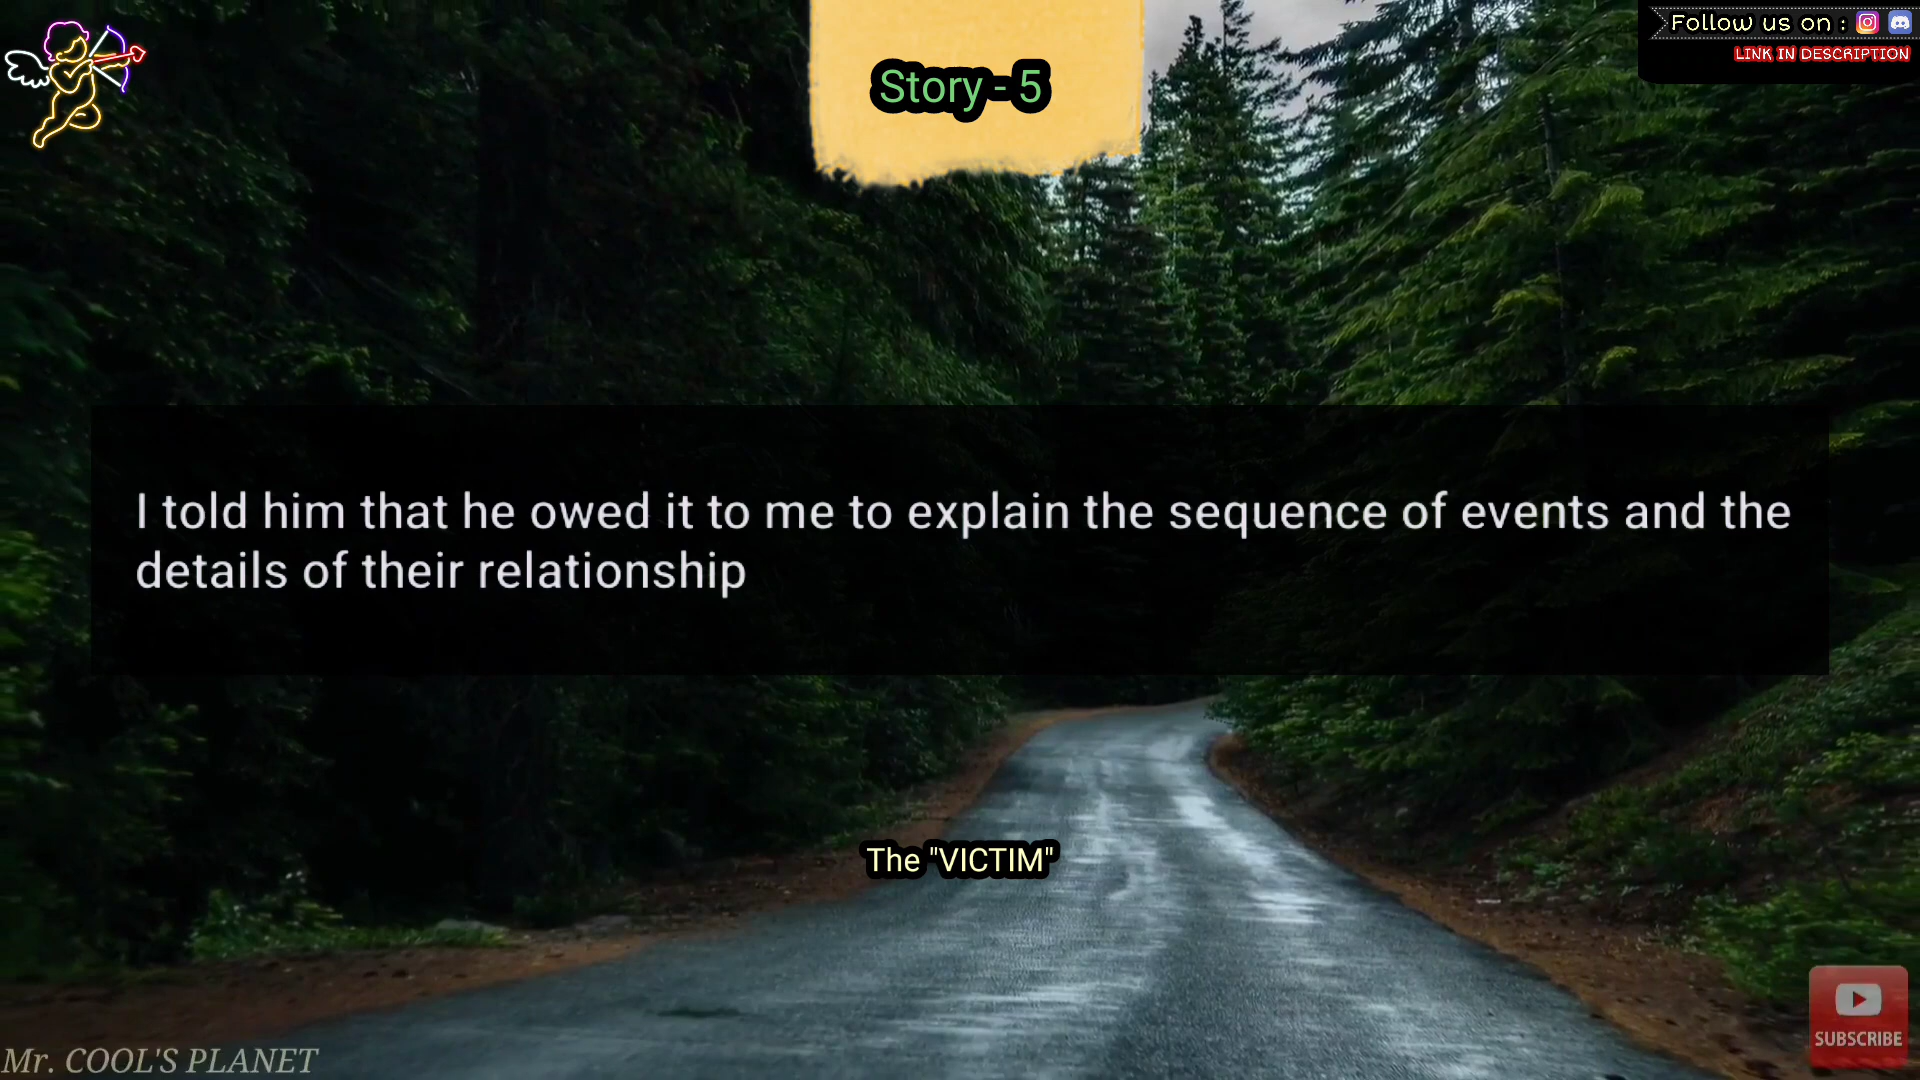 Follow us on :
LINK IN DESCRIPTION
Story - 5
I told him that he owed it to me to explain the sequence of events and the
details of their relationship
The "VICTIM"
SUBSCRIBE
Mr. COOL'S PLANET